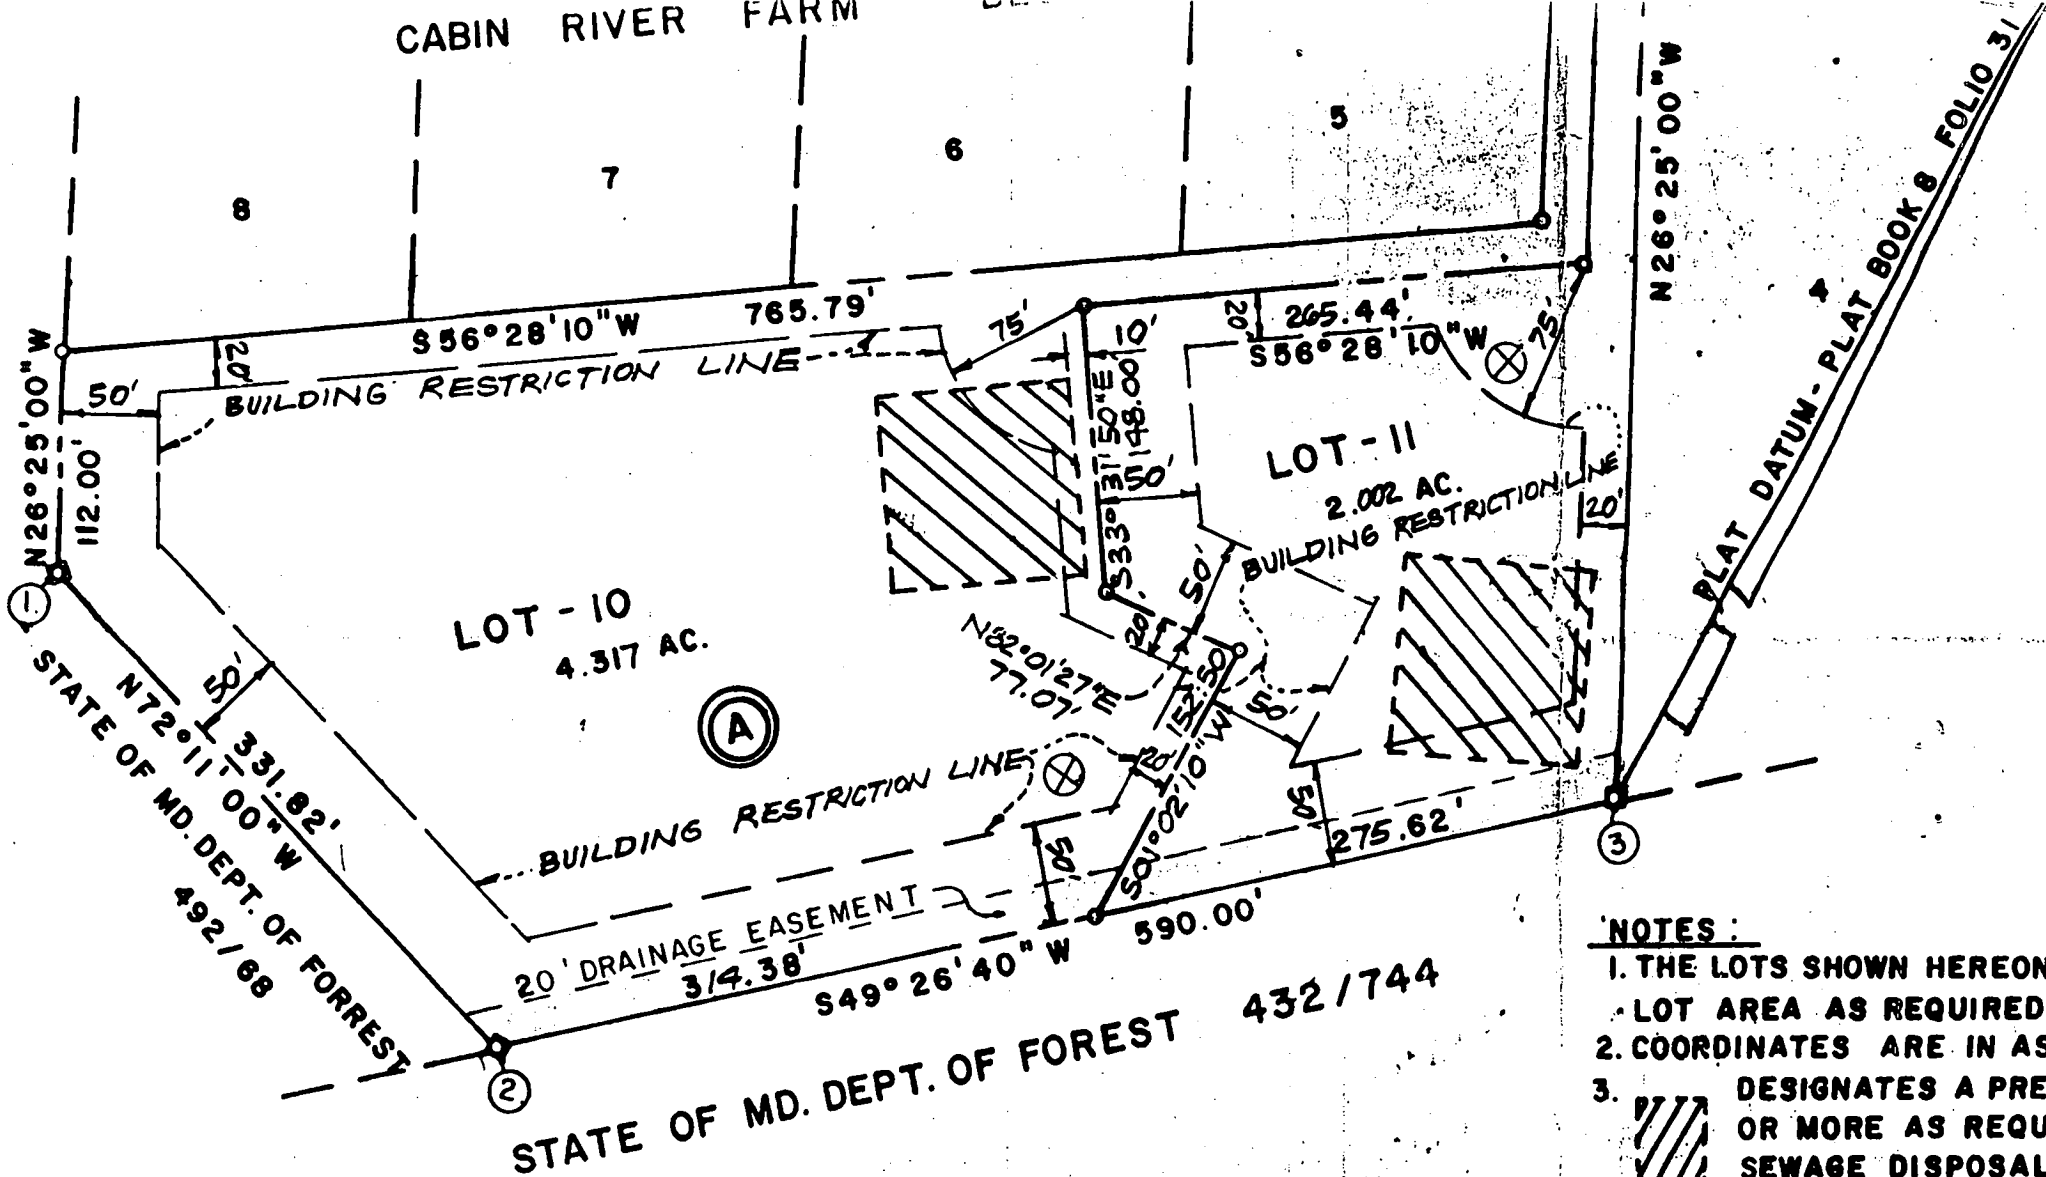 CABIN RIVER FARM
8
7
6
5
4
N26°25'00"W
PLAT DATUM - PLAT BOOK 8 FOLIO 31
S56°28'10"W
765.79'
20'
BUILDING RESTRICTION LINE
75'
10'
20'
265.44'
S56°28'10"W
75'
N26°25'00"W
112.00'
50'
S33°31'50"E
148.00'
50'
LOT - 11
2.002 AC.
BUILDING RESTRICTION LINE
20'
LOT - 10
4.317 AC.
A
50'
20'
N82°01'27"E
77.07'
152.50'
S01°02'10"W
50'
20'
50'
1
N72°11'00"W
331.82'
50'
STATE OF MD. DEPT. OF FORREST
492/68
BUILDING RESTRICTION LINE
50'
20' DRAINAGE EASEMENT
314.38'
S49°26'40"W
590.00'
275.62'
3
2
STATE OF MD. DEPT. OF FOREST 432/744
NOTES:
1. THE LOTS SHOWN HEREON
LOT AREA AS REQUIRED
2. COORDINATES ARE IN AS
3. DESIGNATES A PRE
OR MORE AS REQU
SEWAGE DISPOSAL